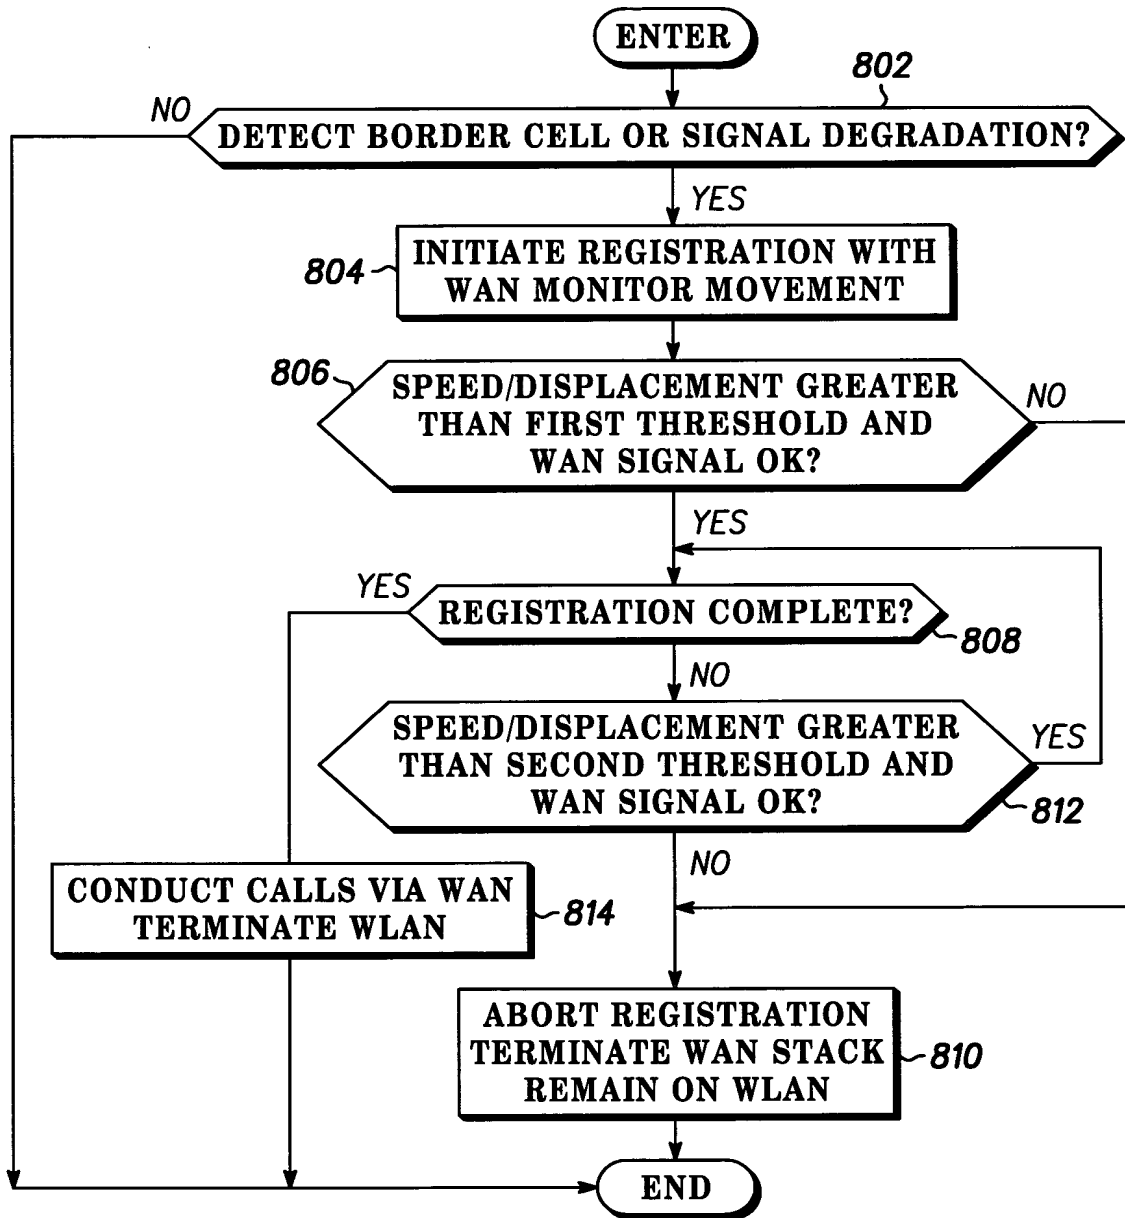 ENTER
802
NO
DETECT BORDER CELL OR SIGNAL DEGRADATION?
YES
804
INITIATE REGISTRATION WITH
WAN MONITOR MOVEMENT
806
SPEED/DISPLACEMENT GREATER
THAN FIRST THRESHOLD AND
WAN SIGNAL OK?
NO
YES
YES
REGISTRATION COMPLETE?
808
NO
SPEED/DISPLACEMENT GREATER
THAN SECOND THRESHOLD AND
WAN SIGNAL OK?
YES
812
NO
CONDUCT CALLS VIA WAN
TERMINATE WLAN
814
ABORT REGISTRATION
TERMINATE WAN STACK
REMAIN ON WLAN
810
END